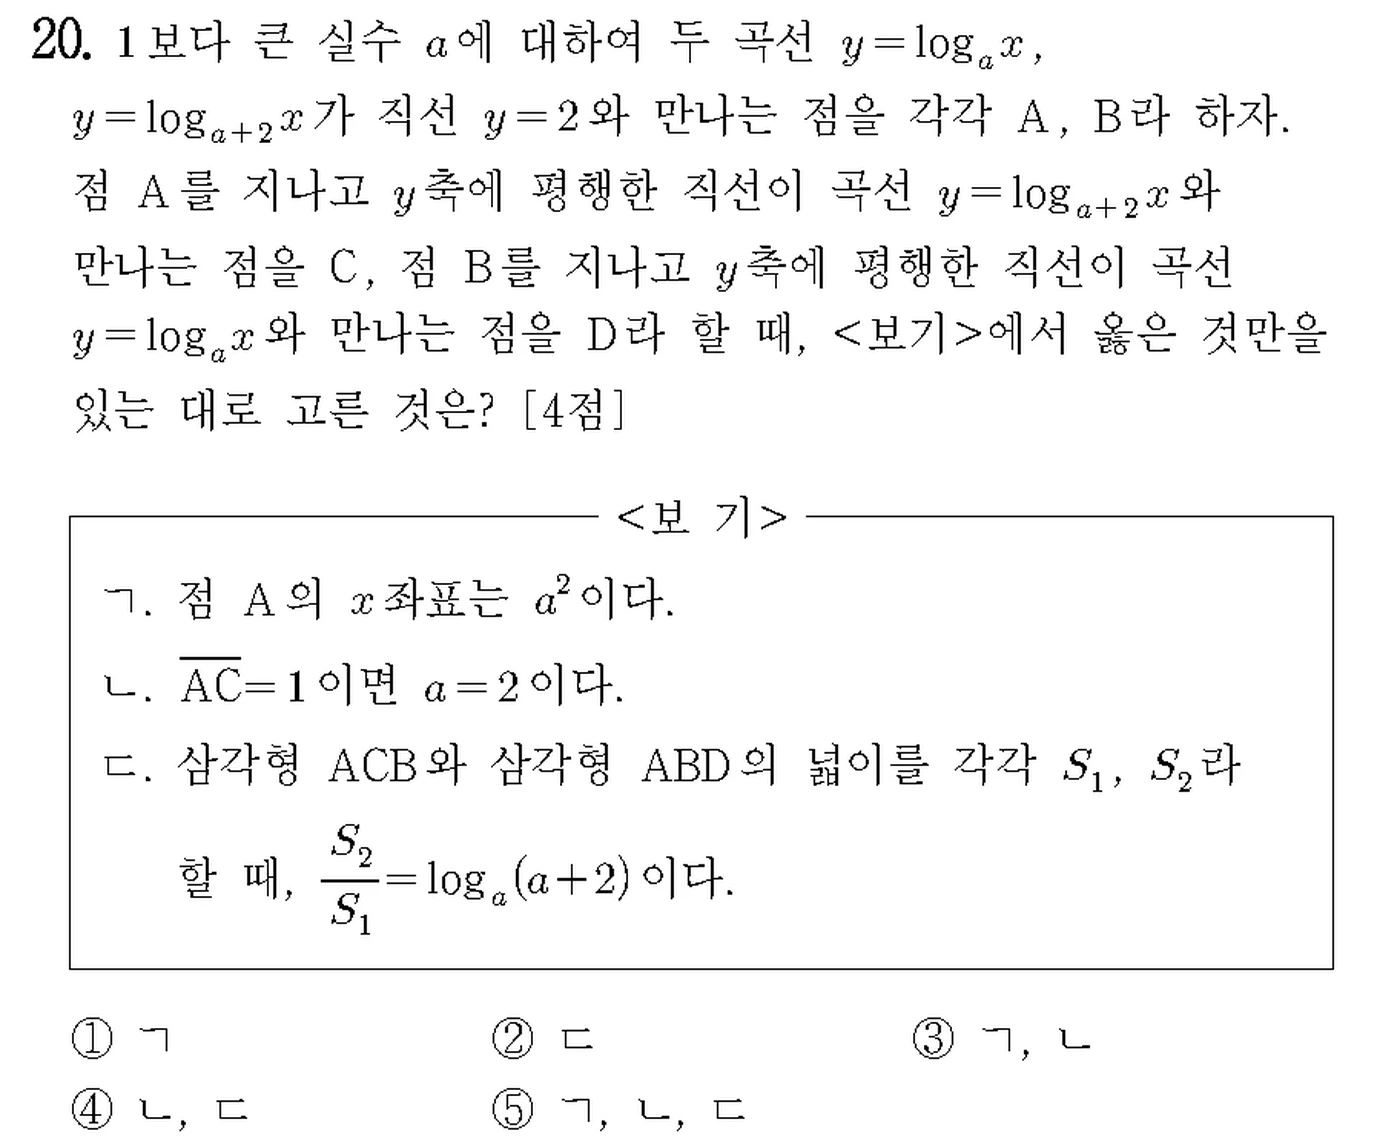 20. 1보다 큰 실수 a에 대하여 두 곡선 y=logₐx,
y=logₐ₊₂x가 직선 y=2와 만나는 점을 각각 A, B라 하자.
점 A를 지나고 y축에 평행한 직선이 곡선 y=logₐ₊₂x와
만나는 점을 C, 점 B를 지나고 y축에 평행한 직선이 곡선
y=logₐx와 만나는 점을 D라 할 때, <보기>에서 옳은 것만을
있는 대로 고른 것은? [4점]
<보 기>
ㄱ. 점 A의 x좌표는 a²이다.
ㄴ. A̅C̅=1이면 a=2이다.
ㄷ. 삼각형 ACB와 삼각형 ABD의 넓이를 각각 S₁, S₂라
할 때, S₂/S₁=logₐ(a+2)이다.
① ㄱ ② ㄷ ③ ㄱ, ㄴ
④ ㄴ, ㄷ ⑤ ㄱ, ㄴ, ㄷ